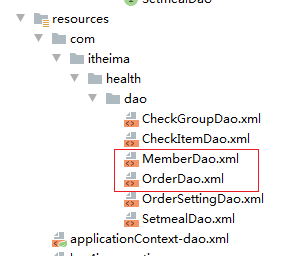 SetmealDao
resources
com
itheima
health
dao
CheckGroupDao.xml
CheckItemDao.xml
MemberDao.xml
OrderDao.xml
OrderSettingDao.xml
SetmealDao.xml
applicationContext-dao.xml